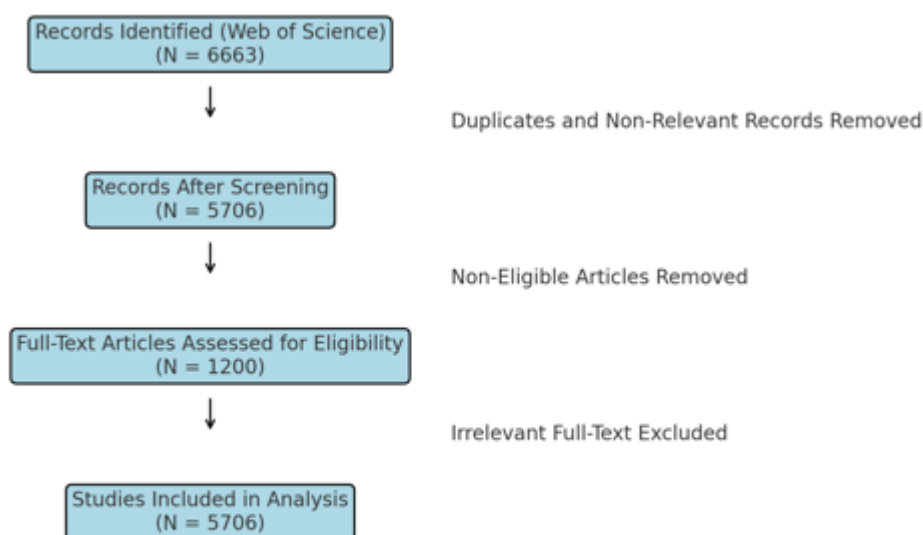 Records Identified (Web of Science)
(N = 6663)
Duplicates and Non-Relevant Records Removed
Records After Screening
(N = 5706)
Non-Eligible Articles Removed
Full-Text Articles Assessed for Eligibility
(N = 1200)
Irrelevant Full-Text Excluded
Studies Included in Analysis
(N = 5706)